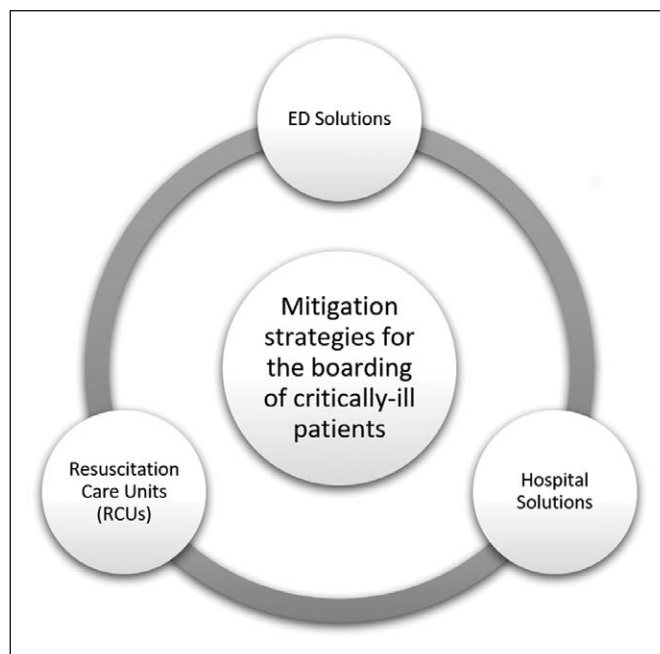 ED Solutions
Mitigation
strategies for
the boarding
of critically-ill
patients
Resuscitation
Care Units
(RCUs)
Hospital
Solutions